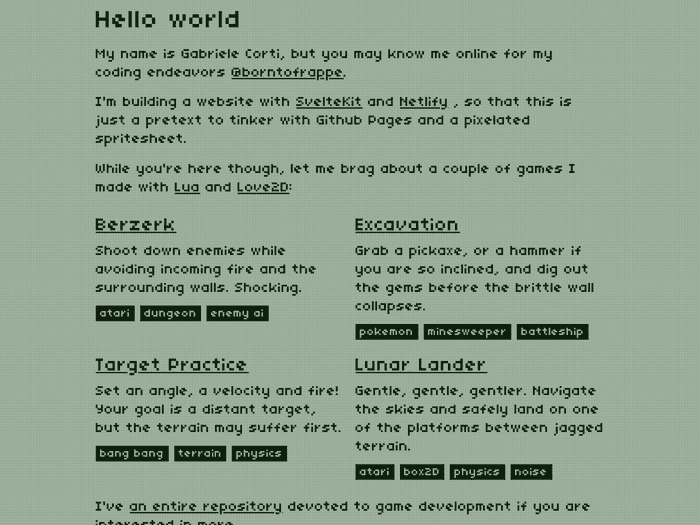 Hello world
My name is Gabriele Corti, but you may know me online for my
coding endeavors @borntofrappe.
I'm building a website with SvelteKit and Netlify , so that this is
just a pretext to tinker with Github Pages and a pixelated
spritesheet.
While you're here though, let me brag about a couple of games I
made with Lua and Love2D:
Berzerk
Shoot down enemies while
avoiding incoming fire and the
surrounding walls. Shocking.
atari dungeon enemy ai
Excavation
Grab a pickaxe, or a hammer if
you are so inclined, and dig out
the gems before the brittle wall
collapses.
pokemon minesweeper battleship
Target Practice
Set an angle, a velocity and fire!
Your goal is a distant target,
but the terrain may suffer first.
bang bang terrain physics
Lunar Lander
Gentle, gentle, gentler. Navigate
the skies and safely land on one
of the platforms between jagged
terrain.
atari box2D physics noise
I've an entire repository devoted to game development if you are
interested in more